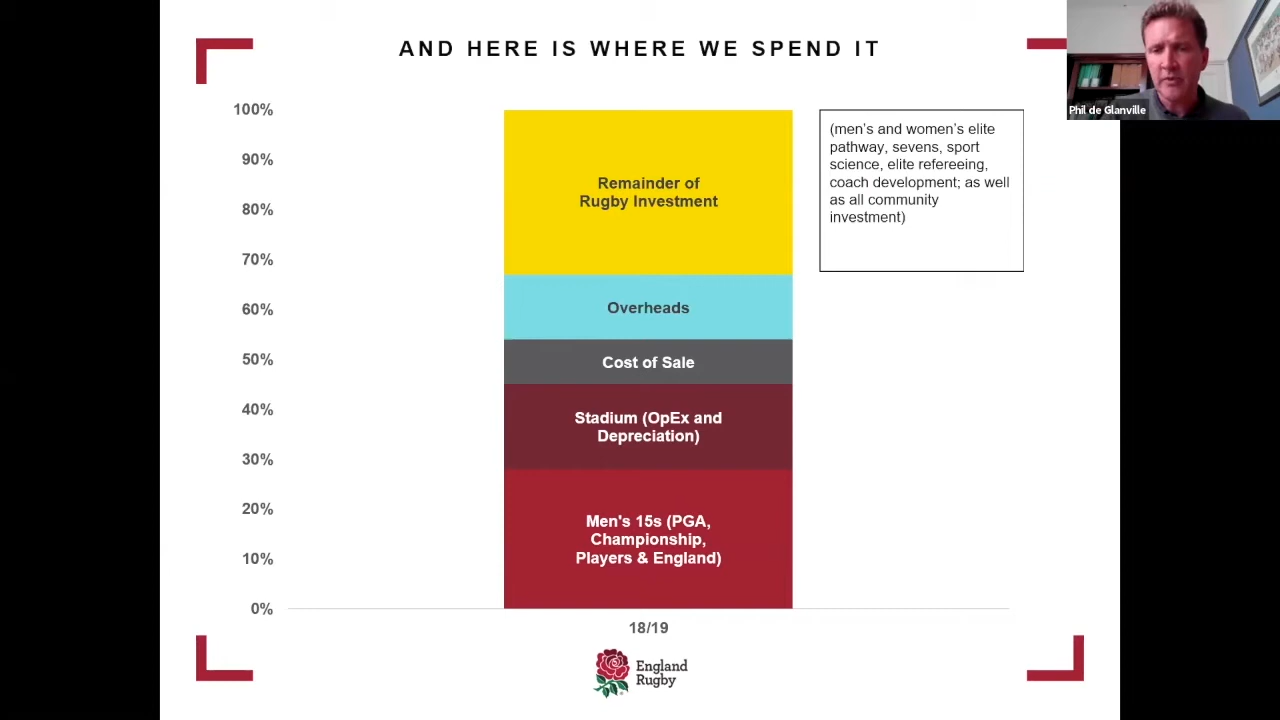 AND HERE IS WHERE WE SPEND IT
Phil de Glanville
100%
90%
80%
70%
60%
50%
40%
30%
20%
10%
0%
Remainder of
Rugby Investment
Overheads
Cost of Sale
Stadium (OpEx and
Depreciation)
Men's 15s (PGA,
Championship,
Players & England)
(men's and women's elite
pathway, sevens, sport
science, elite refereeing,
coach development; as well
as all community
investment)
18/19
England
Rugby